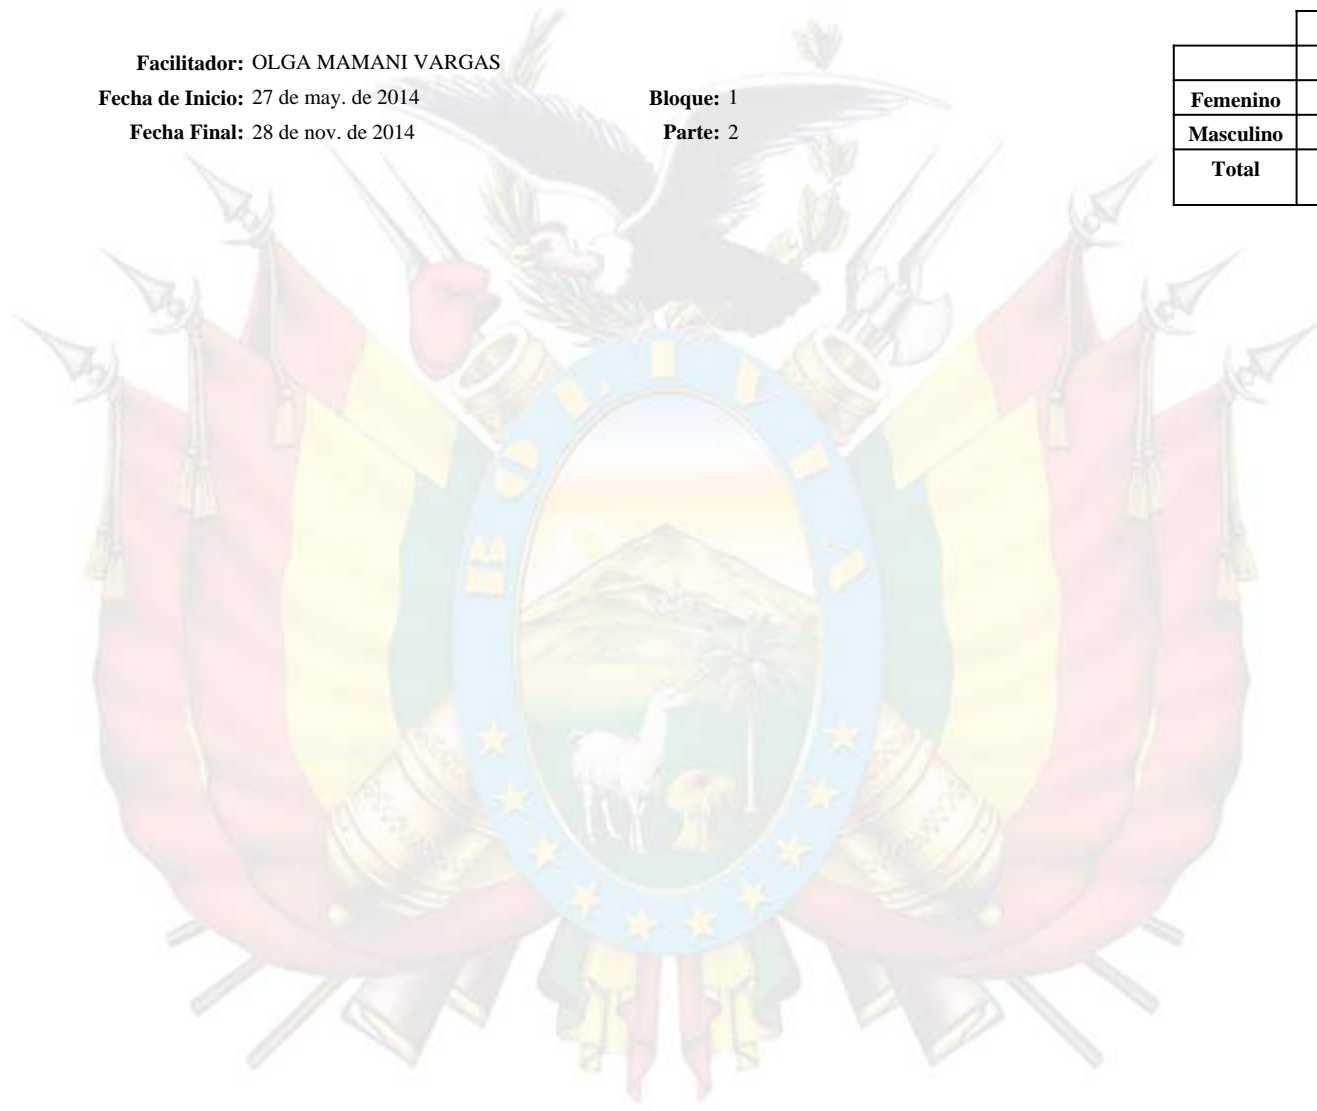 Facilitador: OLGA MAMANI VARGAS
Fecha de Inicio: 27 de may. de 2014 Bloque: 1
Fecha Final: 28 de nov. de 2014 Parte: 2
Femenino
Masculino
Total
BOLIVIA